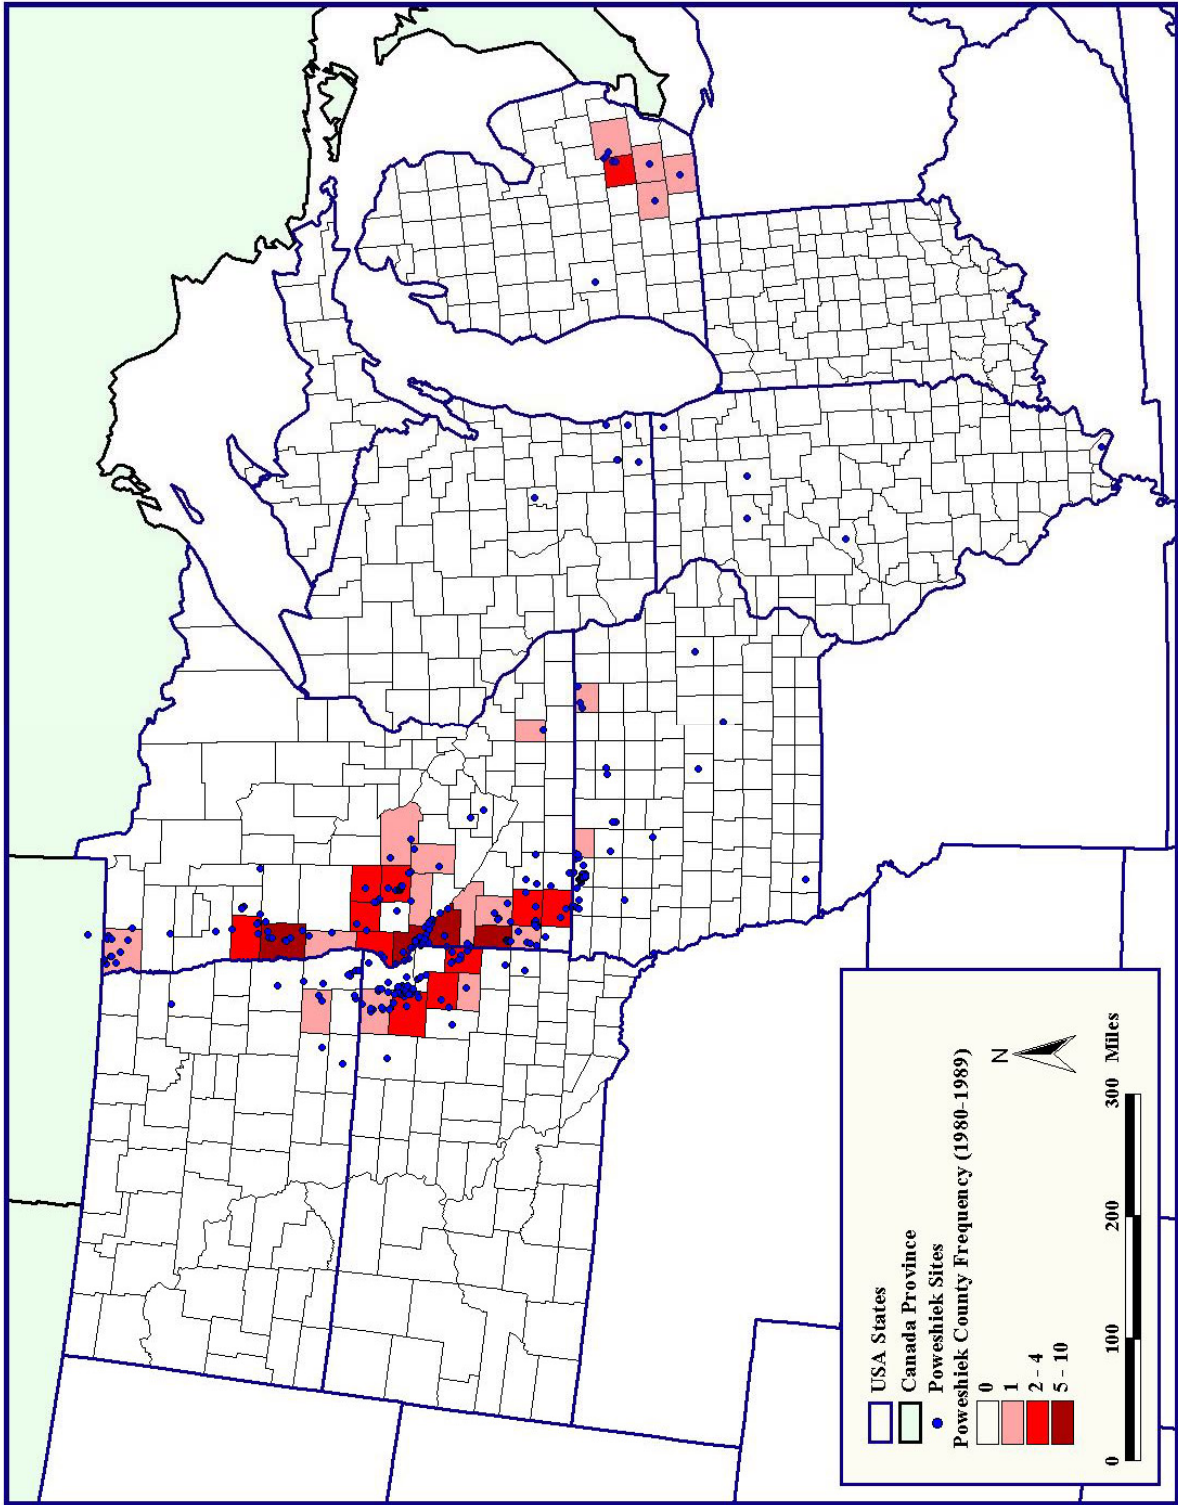 USA States
Canada Province
Poweshiek Sites
Poweshiek County Frequency (1980-1989)
0
1
2 - 4
5 - 10
N
0 100 200 300 Miles